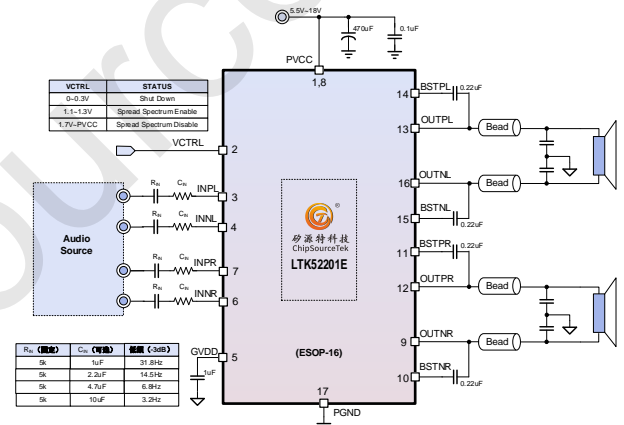 5.5V~18V
470uF
0.1uF
PVCC
1,8
VCTRL STATUS
0~0.3V Shut Down
1.1~1.3V Spread Spectrum Enable
1.7V~PVCC Spread Spectrum Disable
VCTRL
2
Audio
Source
RIN CIN INPL
3
RIN CIN INNL
4
RIN CIN INPR
7
RIN CIN INNR
6
GVDD
5
1uF
®
矽源特科技
ChipSourceTek
LTK52201E
(ESOP-16)
17
PGND
14 BSTPL 0.22uF
13 OUTPL Bead
16 OUTNL Bead
15 BSTNL 0.22uF
11 BSTPR 0.22uF
12 OUTPR Bead
9 OUTNR Bead
10 BSTNR 0.22uF
RIN (固定) CIN (可选) 低频 (-3dB)
5k 1uF 31.8Hz
5k 2.2uF 14.5Hz
5k 4.7uF 6.8Hz
5k 10uF 3.2Hz